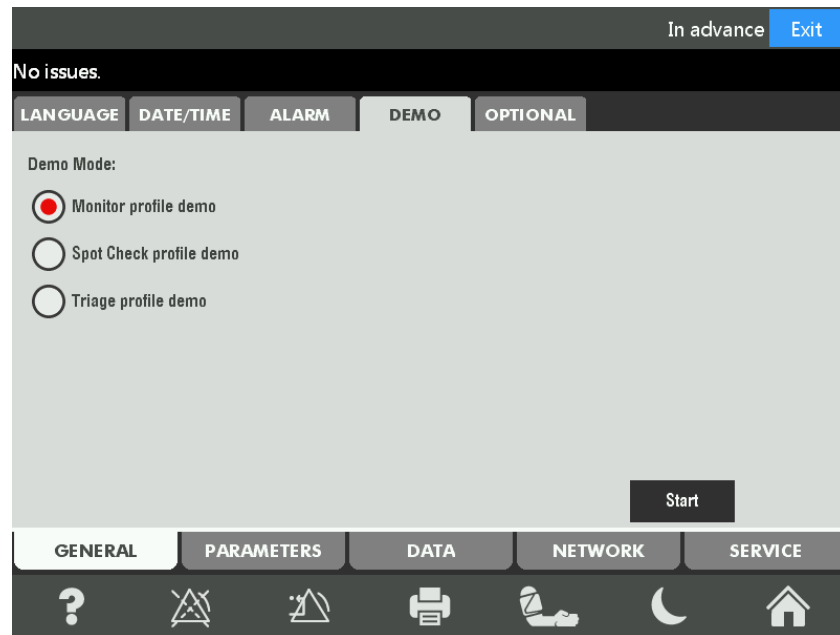 In advance Exit
No issues.
LANGUAGE DATE/TIME ALARM DEMO OPTIONAL
Demo Mode:
Monitor profile demo
Spot Check profile demo
Triage profile demo
Start
GENERAL PARAMETERS DATA NETWORK SERVICE
?